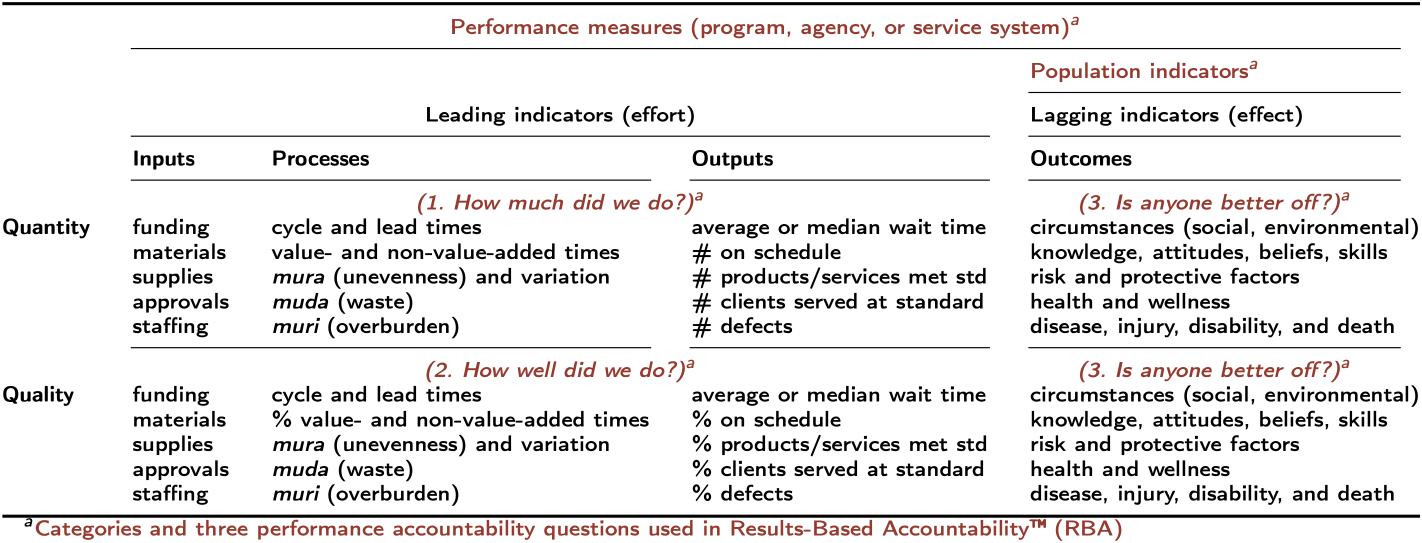 Performance measures (program, agency, or service system)a
Population indicatorsa
Leading indicators (effort) Lagging indicators (effect)
Inputs Processes Outputs Outcomes
(1. How much did we do?)a (3. Is anyone better off?)a
Quantity funding cycle and lead times average or median wait time circumstances (social, environmental)
materials value- and non-value-added times # on schedule knowledge, attitudes, beliefs, skills
supplies mura (unevenness) and variation # products/services met std risk and protective factors
approvals muda (waste) # clients served at standard health and wellness
staffing muri (overburden) # defects disease, injury, disability, and death
(2. How well did we do?)a (3. Is anyone better off?)a
Quality funding cycle and lead times average or median wait time circumstances (social, environmental)
materials % value- and non-value-added times % on schedule knowledge, attitudes, beliefs, skills
supplies mura (unevenness) and variation % products/services met std risk and protective factors
approvals muda (waste) % clients served at standard health and wellness
staffing muri (overburden) % defects disease, injury, disability, and death
a Categories and three performance accountability questions used in Results-Based Accountability™ (RBA)